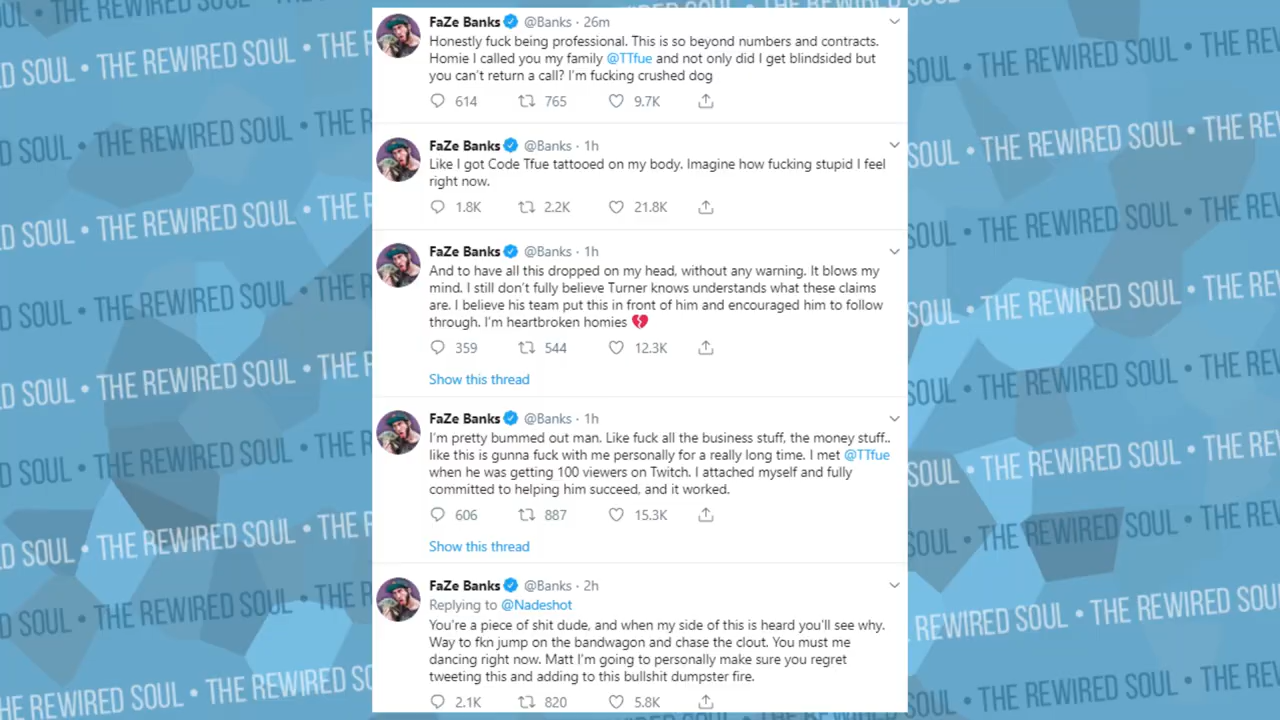 FaZe Banks @Banks · 26m
Honestly fuck being professional. This is so beyond numbers and contracts.
Homie I called you my family @TTfue and not only did I get blindsided but
you can't return a call? I'm fucking crushed dog
614 765 9.7K
FaZe Banks @Banks · 1h
Like I got Code Tfue tattooed on my body. Imagine how fucking stupid I feel
right now.
1.8K 2.2K 21.8K
FaZe Banks @Banks · 1h
And to have all this dropped on my head, without any warning. It blows my
mind. I still don't fully believe Turner knows understands what these claims
are. I believe his team put this in front of him and encouraged him to follow
through. I'm heartbroken homies 💔
359 544 12.3K
Show this thread
FaZe Banks @Banks · 1h
I'm pretty bummed out man. Like fuck all the business stuff, the money stuff..
like this is gunna fuck with me personally for a really long time. I met @TTfue
when he was getting 100 viewers on Twitch. I attached myself and fully
committed to helping him succeed, and it worked.
606 887 15.3K
Show this thread
FaZe Banks @Banks · 2h
Replying to @Nadeshot
You're a piece of shit dude, and when my side of this is heard you'll see why.
Way to fkn jump on the bandwagon and chase the clout. You must me
dancing right now. Matt I'm going to personally make sure you regret
tweeting this and adding to this bullshit dumpster fire.
2.1K 820 5.8K
THE REWIRED SOUL • THE REWIRED SOUL